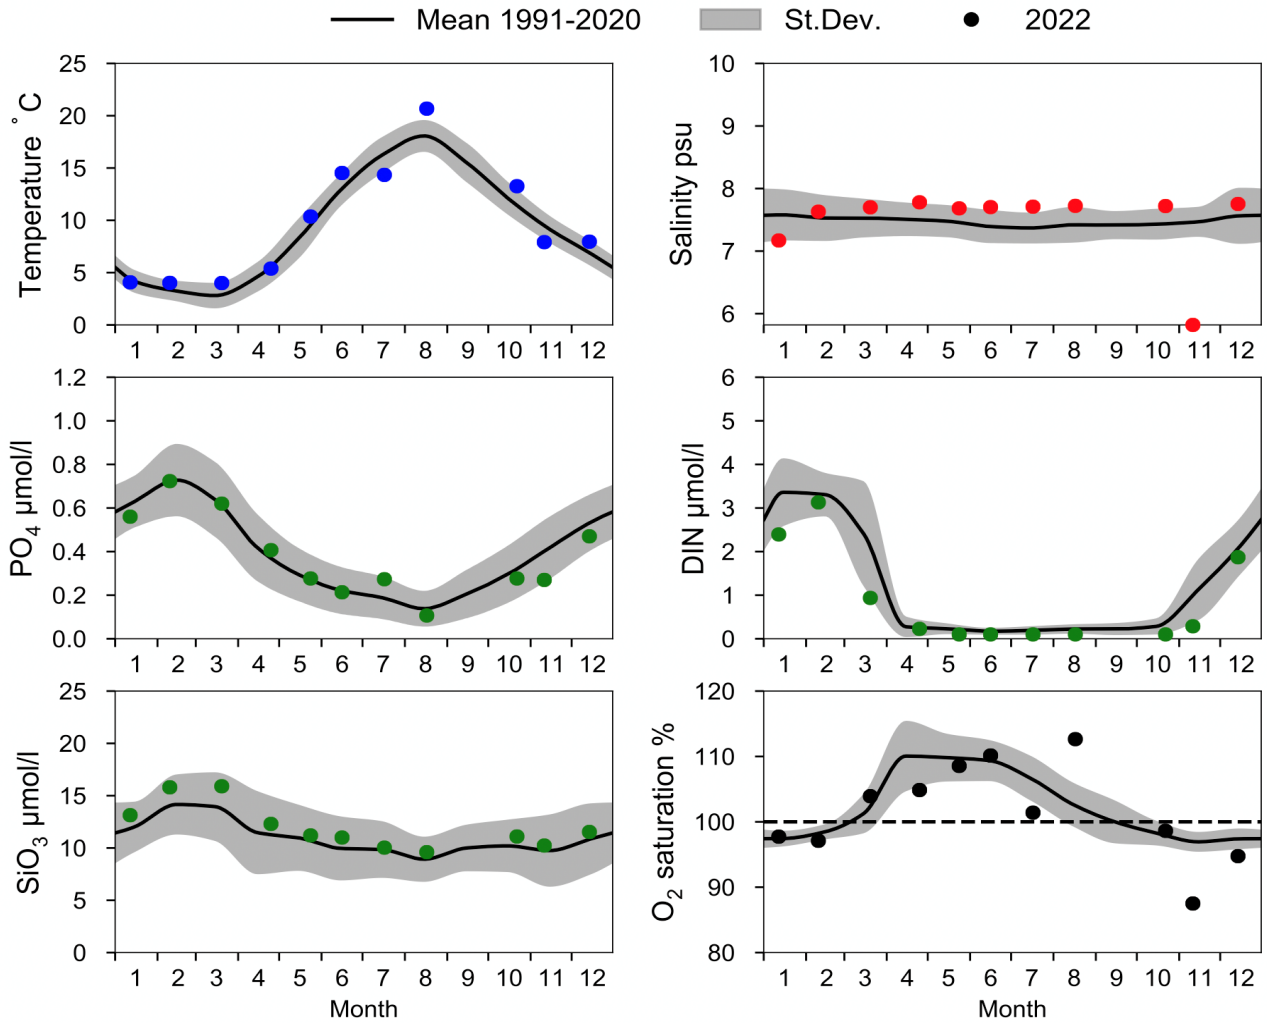 Mean 1991-2020 St.Dev. 2022
Temperature °C
25
20
15
10
5
0
1 2 3 4 5 6 7 8 10 11 12
Salinity psu
10
9
8
7
6
1 2 3 4 5 6 7 8 10 11 12
PO4 µmol/l
1.2
1.0
0.8
0.6
0.4
0.2
0.0
1 2 3 4 5 6 7 8 10 11 12
DIN µmol/l
6
5
4
3
2
1
0
1 2 3 4 5 6 7 8 10 11 12
SiO3 µmol/l
25
20
15
10
5
0
1 2 3 4 5 6 7 8 10 11 12
Month
O2 saturation %
120
110
100
90
80
1 2 3 4 5 6 7 8 10 11 12
Month